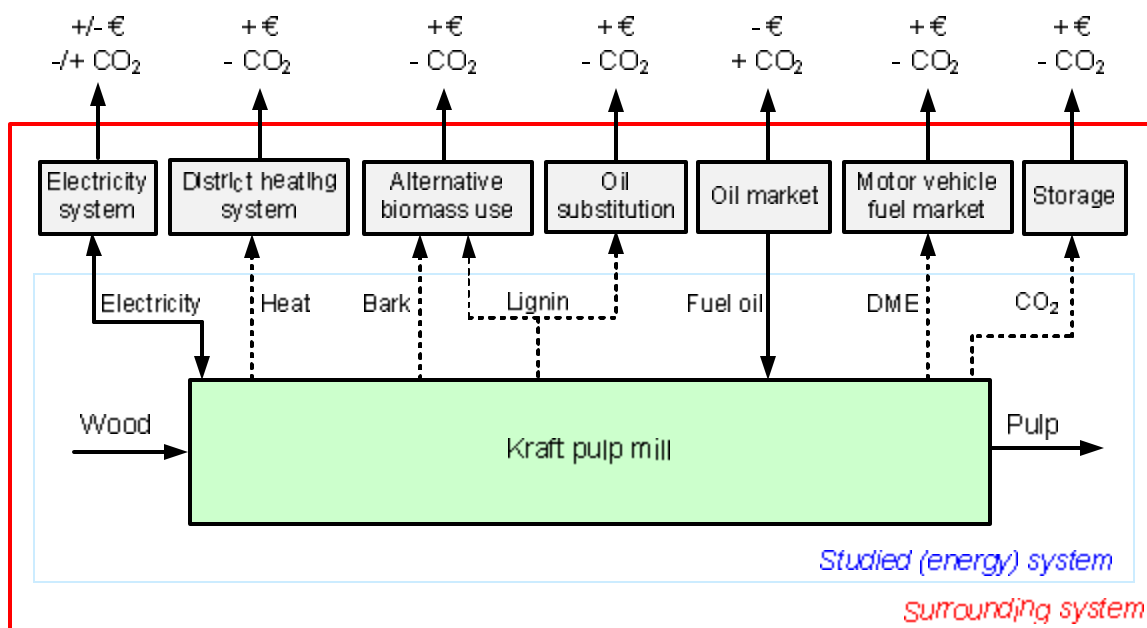 +/- € +€ +€ +€ -€ +€ +€
-/+ CO₂ - CO₂ - CO₂ - CO₂ + CO₂ - CO₂ - CO₂
Electricity system
District heating system
Alternative biomass use
Oil substitution
Oil market
Motor vehicle fuel market
Storage
Electricity Heat Bark Lignin Fuel oil DME CO₂
Wood
Kraft pulp mill
Pulp
Studied (energy) system
Surrounding system